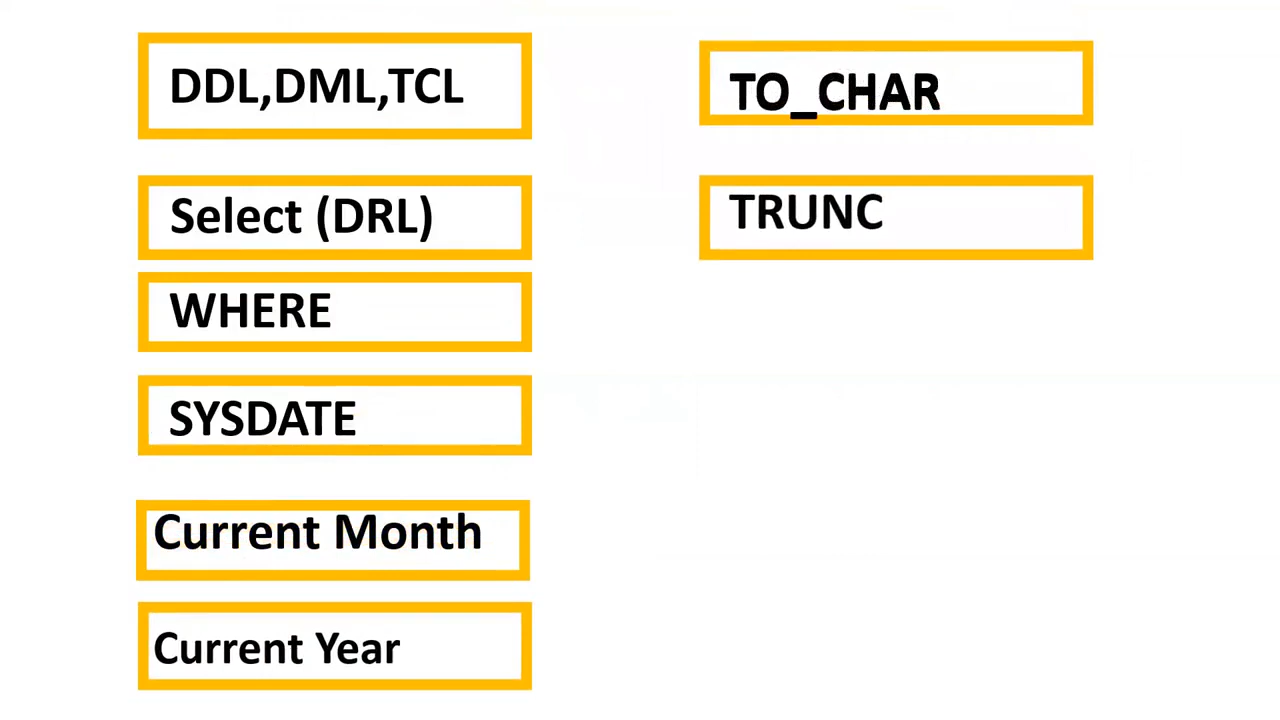 DDL,DML,TCL
Select (DRL)
WHERE
SYSDATE
Current Month
Current Year
TO_CHAR
TRUNC